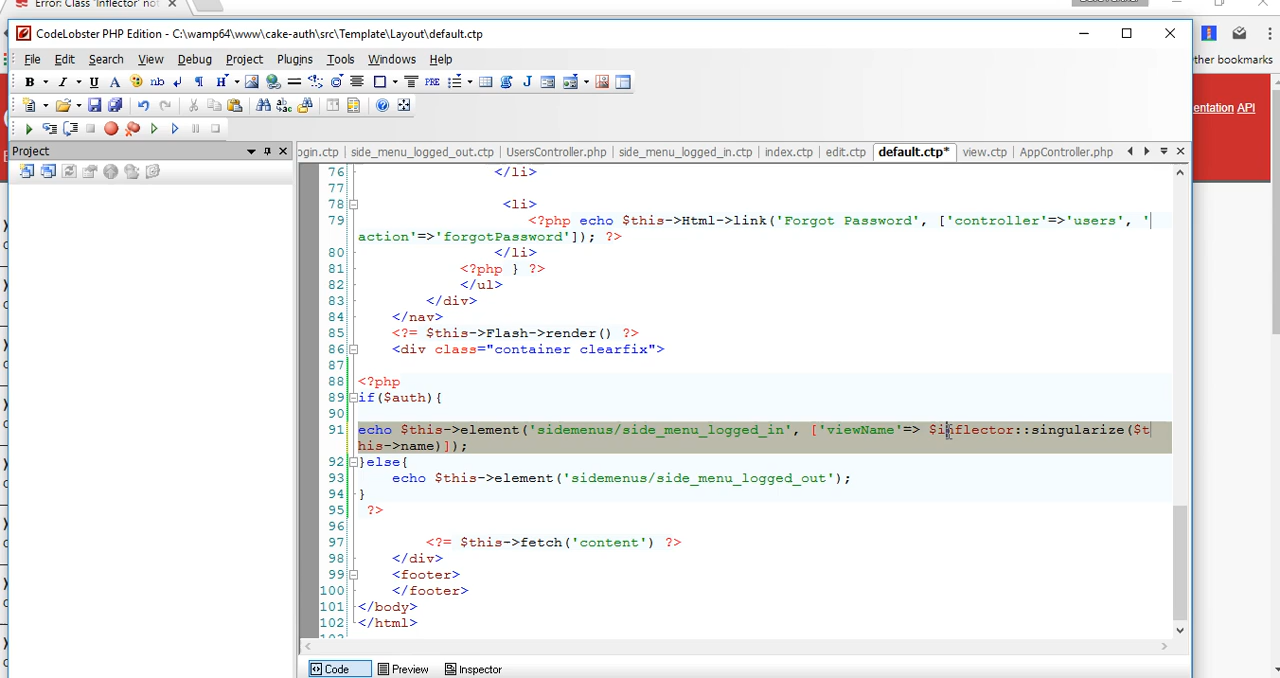 Error: Class 'Inflector' no
CodeLobster PHP Edition - C:\wamp64\www\cake-auth\src\Template\Layout\default.ctp
File Edit Search View Debug Project Plugins Tools Windows Help
ther bookmarks
B I U A nb ¶ H PRE J
entation API
Project
ogin.ctp side_menu_logged_out.ctp UsersController.php side_menu_logged_in.ctp index.ctp edit.ctp default.ctp* view.ctp AppController.php
76 </li>
77
78 <li>
79 <?php echo $this->Html->link('Forgot Password', ['controller'=>'users', '
action'=>'forgotPassword']); ?>
80 </li>
81 <?php } ?>
82 </ul>
83 </div>
84 </nav>
85 <?= $this->Flash->render() ?>
86 <div class="container clearfix">
87
88 <?php
89 if($auth){
90
91 echo $this->element('sidemenus/side_menu_logged_in', ['viewName'=> $inflector::singularize($t
his->name)]);
92 }else{
93 echo $this->element('sidemenus/side_menu_logged_out');
94 }
95 ?>
96
97 <?= $this->fetch('content') ?>
98 </div>
99 <footer>
100 </footer>
101 </body>
102 </html>
Code Preview Inspector